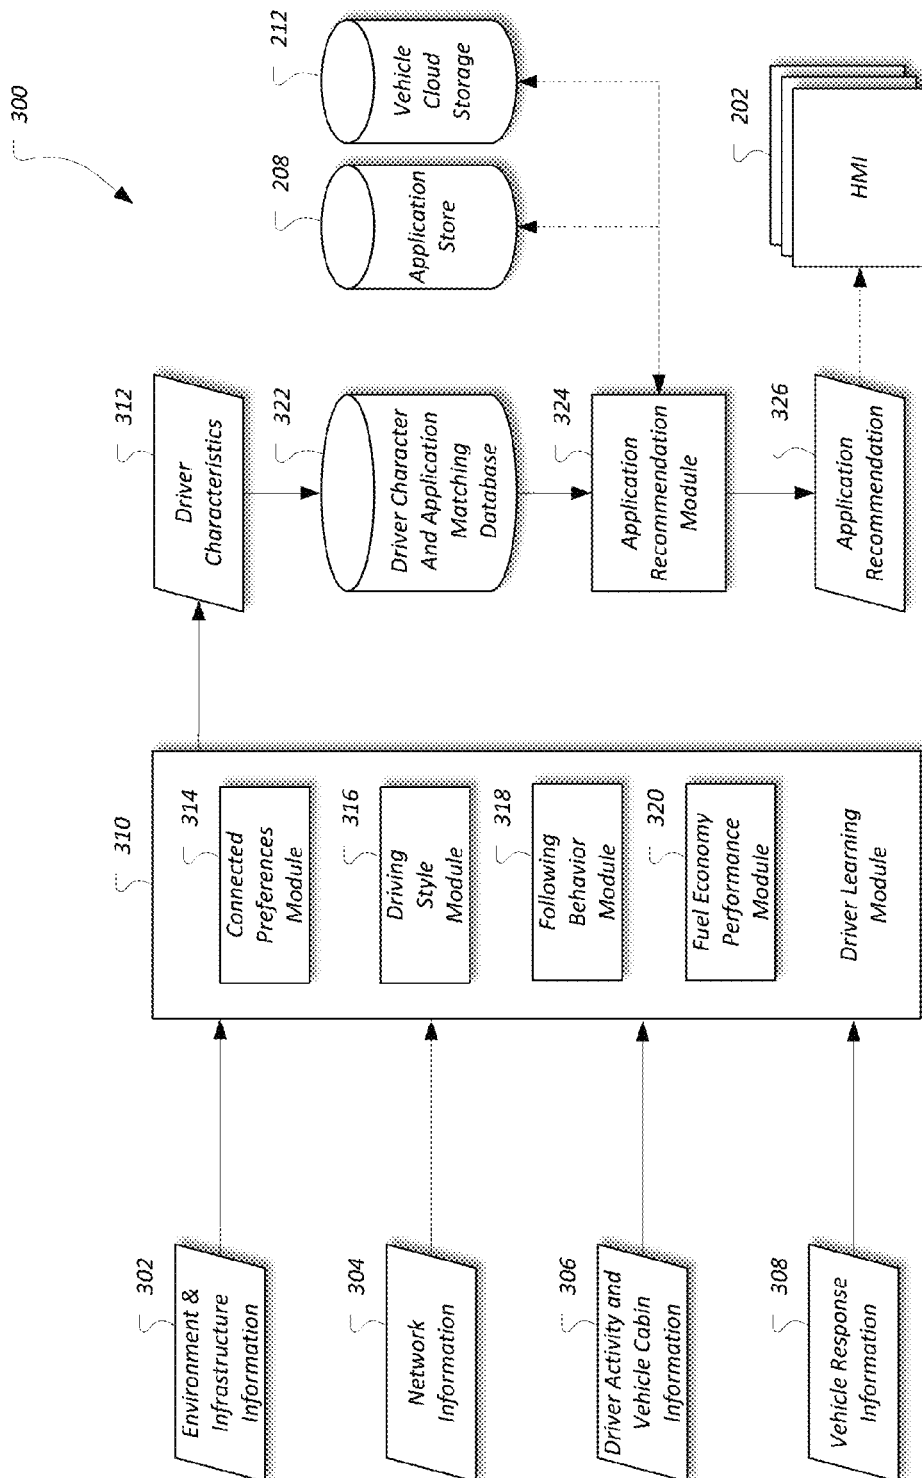 300
302
Environment &
Infrastructure
Information
304
Network
Information
306
Driver Activity and
Vehicle Cabin
Information
308
Vehicle Response
Information
310
314
Connected
Preferences
Module
316
Driving
Style
Module
318
Following
Behavior
Module
320
Fuel Economy
Performance
Module
Driver Learning
Module
312
Driver
Characteristics
322
Driver Character
And Application
Matching
Database
324
Application
Recommendation
Module
326
Application
Recommendation
208
Application
Store
212
Vehicle
Cloud
Storage
202
HMI